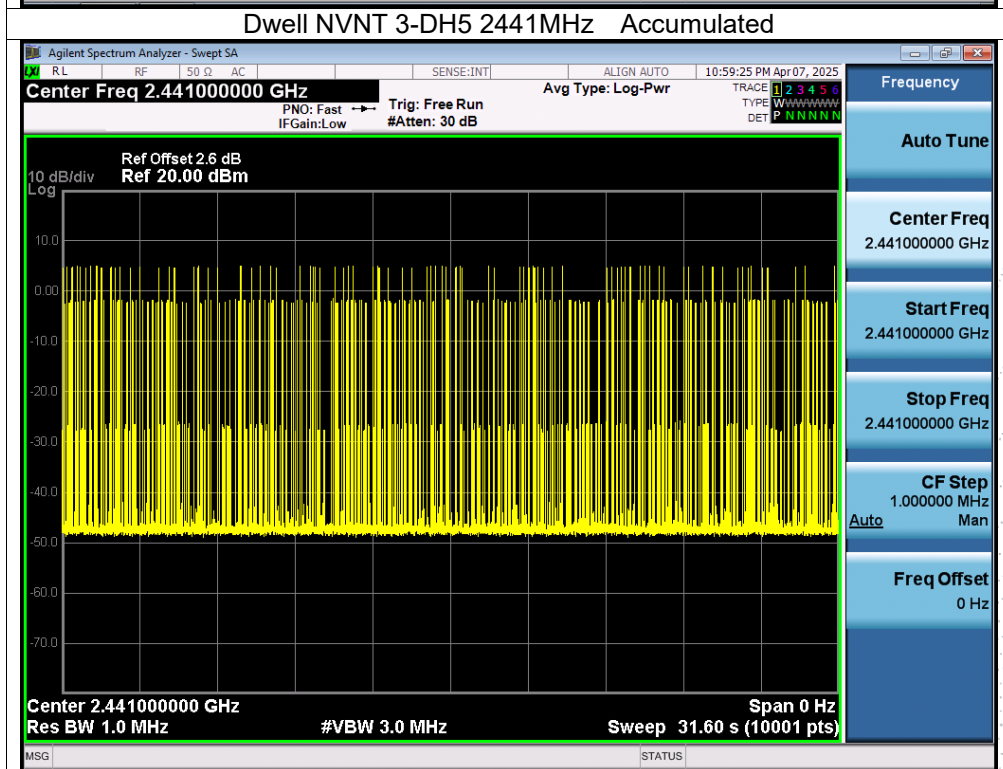 Dwell NVNT 3-DH5 2441MHz Accumulated
Agilent Spectrum Analyzer - Swept SA
LXI RL RF 50 Ω AC SENSE:INT ALIGN AUTO 10:59:25 PM Apr 07, 2025
Center Freq 2.441000000 GHz Avg Type: Log-Pwr TRACE 1 2 3 4 5 6
PNO: Fast Trig: Free Run TYPE WWWWWWW
IFGain:Low #Atten: 30 dB DET P N N N N N
Ref Offset 2.6 dB
10 dB/div Ref 20.00 dBm
Log
10.0
0.00
-10.0
-20.0
-30.0
-40.0
-50.0
-60.0
-70.0
Center 2.441000000 GHz Span 0 Hz
Res BW 1.0 MHz #VBW 3.0 MHz Sweep 31.60 s (10001 pts)
MSG STATUS
Frequency
Auto Tune
Center Freq
2.441000000 GHz
Start Freq
2.441000000 GHz
Stop Freq
2.441000000 GHz
CF Step
1.000000 MHz
Auto Man
Freq Offset
0 Hz